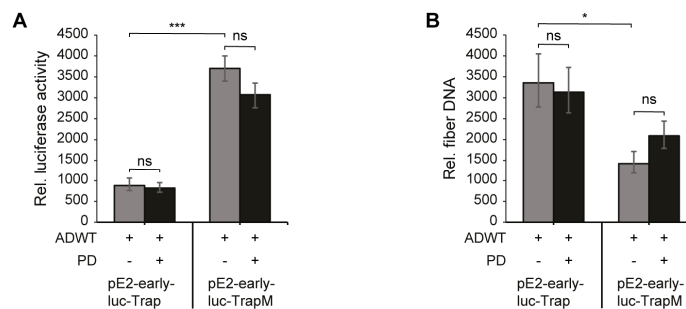 A
B
***
*
ns
ns
ns
ns
Rel. luciferase activity
4500
4000
3500
3000
2500
2000
1500
1000
500
0
Rel. fiber DNA
4500
4000
3500
3000
2500
2000
1500
1000
500
0
ADWT + + + +
PD - + - +
pE2-early-luc-Trap
pE2-early-luc-TrapM
ADWT + + + +
PD - + - +
pE2-early-luc-Trap
pE2-early-luc-TrapM